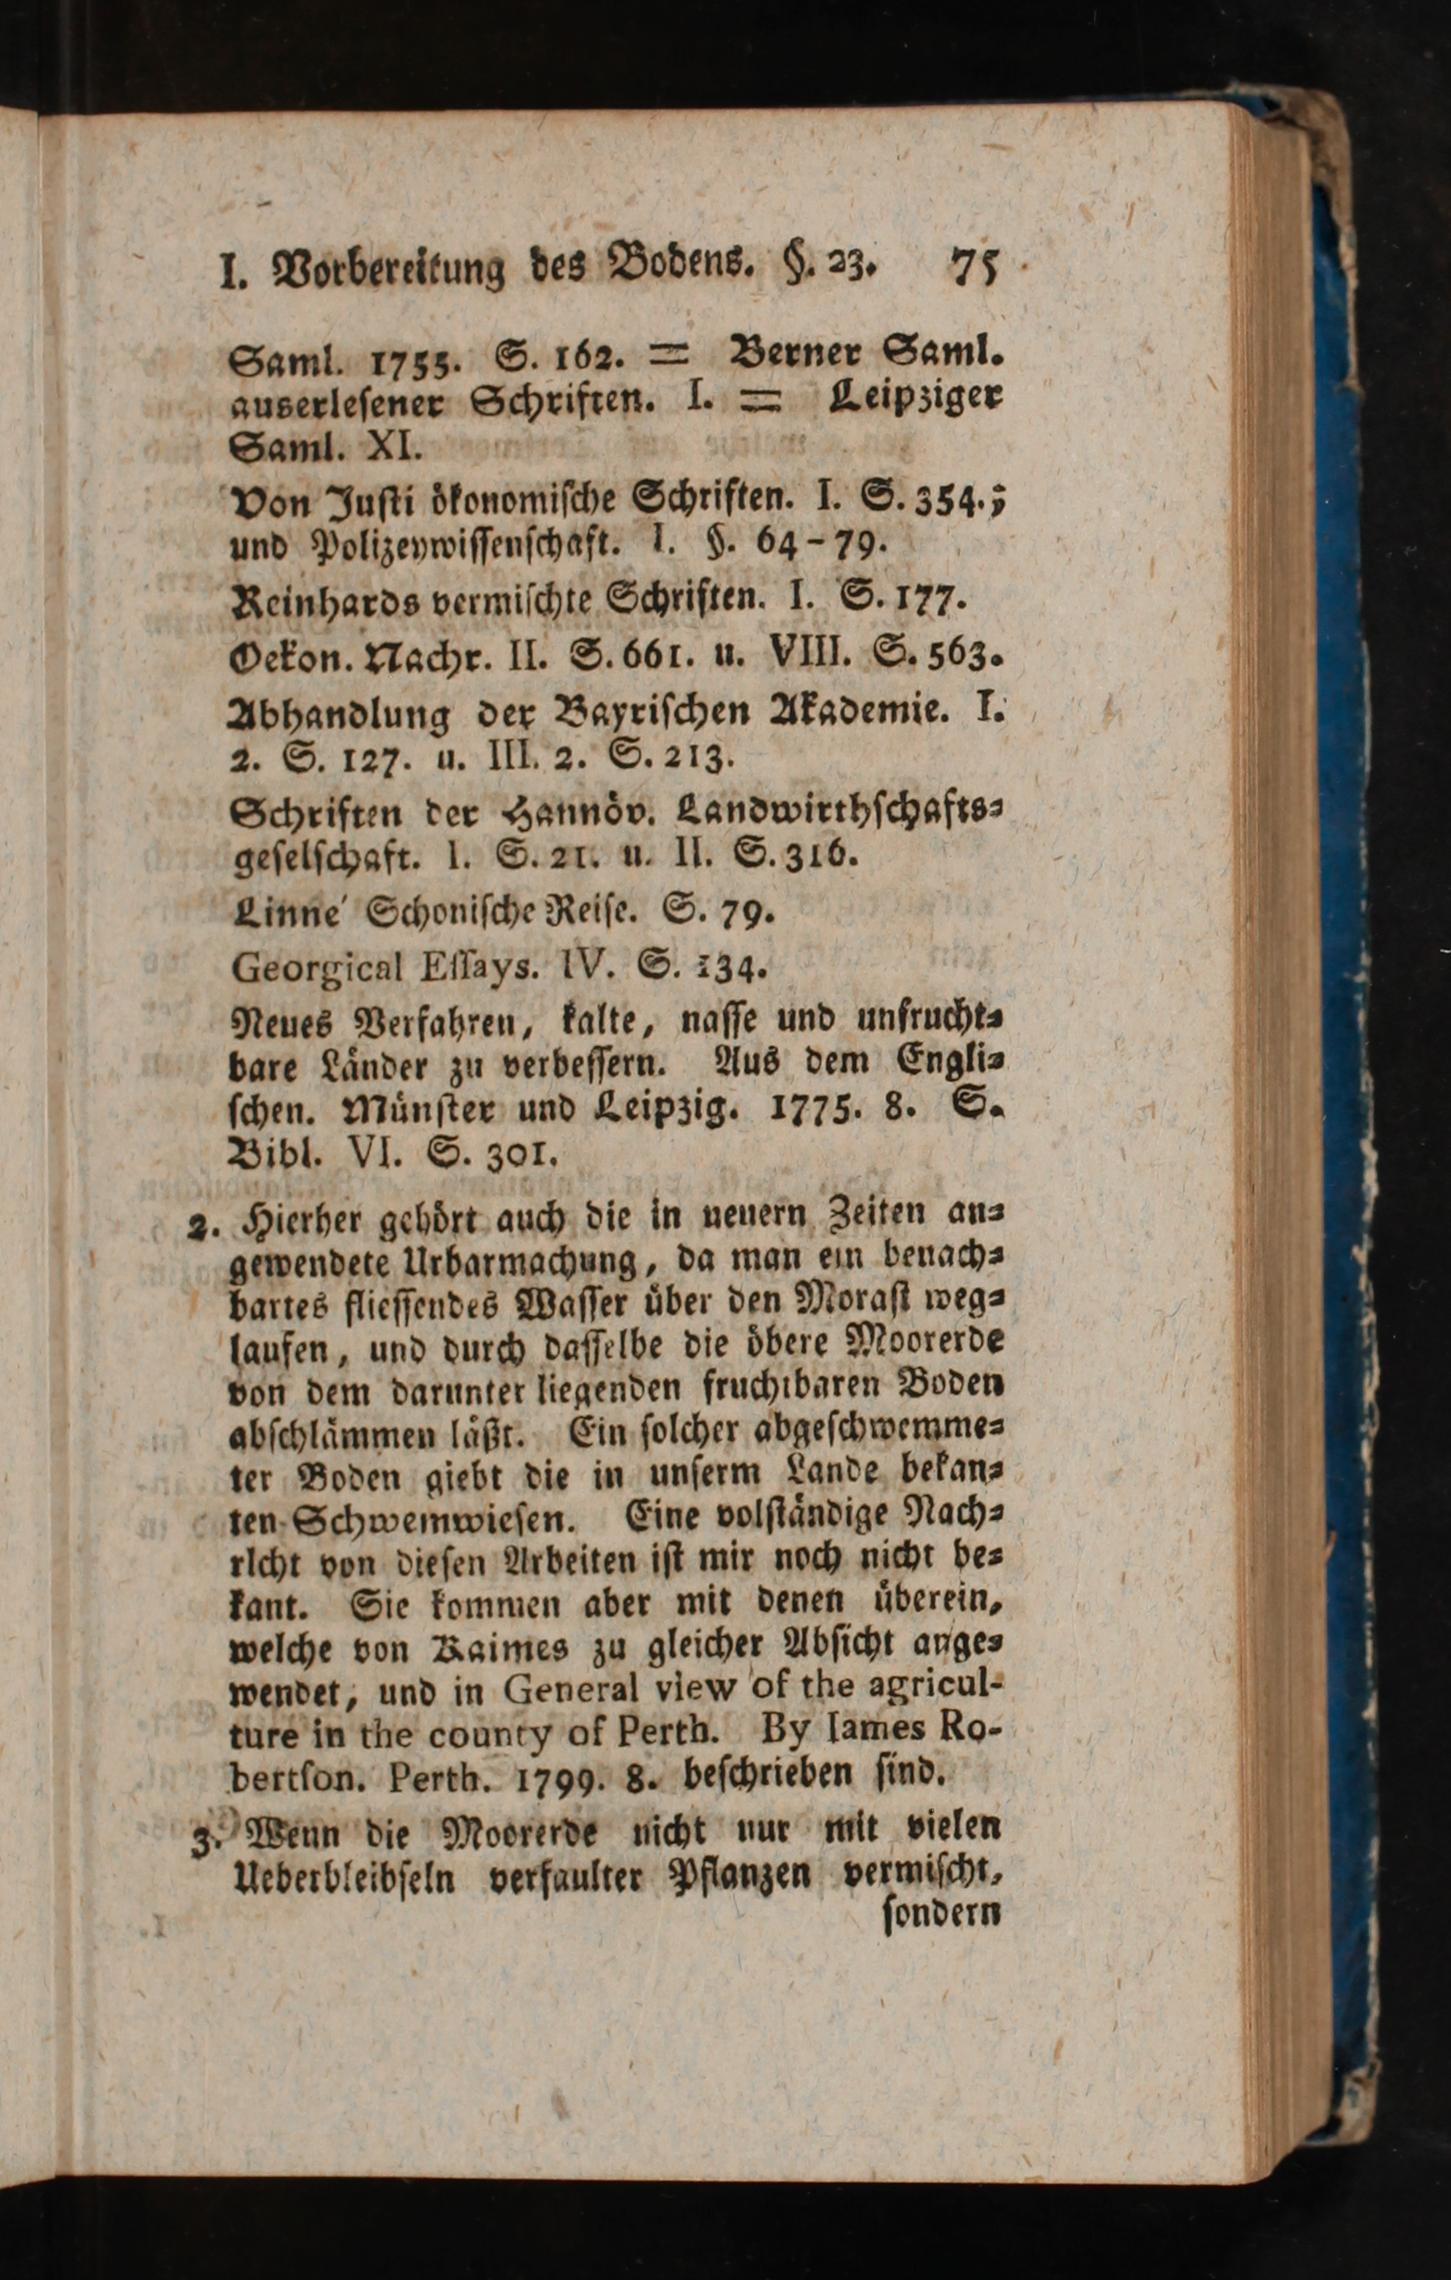 I. Vorbereitung des Bodens. §. 23. 75
Saml. 1755. S. 162. = Berner Saml.
auserleſener Schriften. I. = Leipziger
Saml. XI.
Von Juſti ökonomiſche Schriften. I. S. 354.;
und Polizeywiſſenſchaft. I. §. 64-79.
Reinhards vermiſchte Schriften. I. S. 177.
Oekon. Nachr. II. S. 661. u. VIII. S. 563.
Abhandlung der Bayriſchen Akademie. I.
2. S. 127. u. III. 2. S. 213.
Schriften der Hannöv. Landwirthſchafts-
geſelſchaft. I. S. 21. u. II. S. 316.
Linne' Schoniſche Reiſe. S. 79.
Georgical Eſſays. IV. S. 134.
Neues Verfahren, kalte, naſſe und unfrucht-
bare Länder zu verbeſſern. Aus dem Engli-
ſchen. Münſter und Leipzig. 1775. 8. S.
Bibl. VI. S. 301.
2. Hierher gehört auch die in neuern Zeiten an-
gewendete Urbarmachung, da man ein benach-
bartes flieſſendes Waſſer über den Moraſt weg-
laufen, und durch daſſelbe die öbere Moorerde
von dem darunter liegenden fruchtbaren Boden
abſchlämmen läßt. Ein ſolcher abgeſchwemme-
ter Boden giebt die in unſerm Lande bekan-
ten Schwemwieſen. Eine volſtändige Nach-
richt von dieſen Arbeiten iſt mir noch nicht be-
kant. Sie kommen aber mit denen überein,
welche von Kaimes zu gleicher Abſicht ange-
wendet, und in General view of the agricul-
ture in the county of Perth. By Iames Ro-
bertſon. Perth. 1799. 8. beſchrieben ſind.
3. Wenn die Moorerde nicht nur mit vielen
Ueberbleibſeln verfaulter Pflanzen vermiſcht,
ſondern